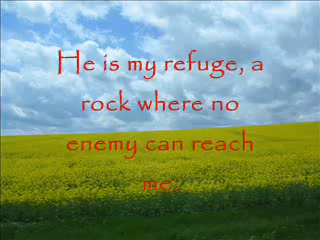 He is my refuge, a
rock where no
enemy can reach
me.